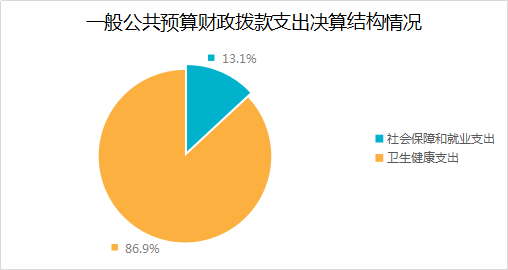 一般公共预算财政拨款支出决算结构情况
13.1%
社会保障和就业支出
卫生健康支出
86.9%